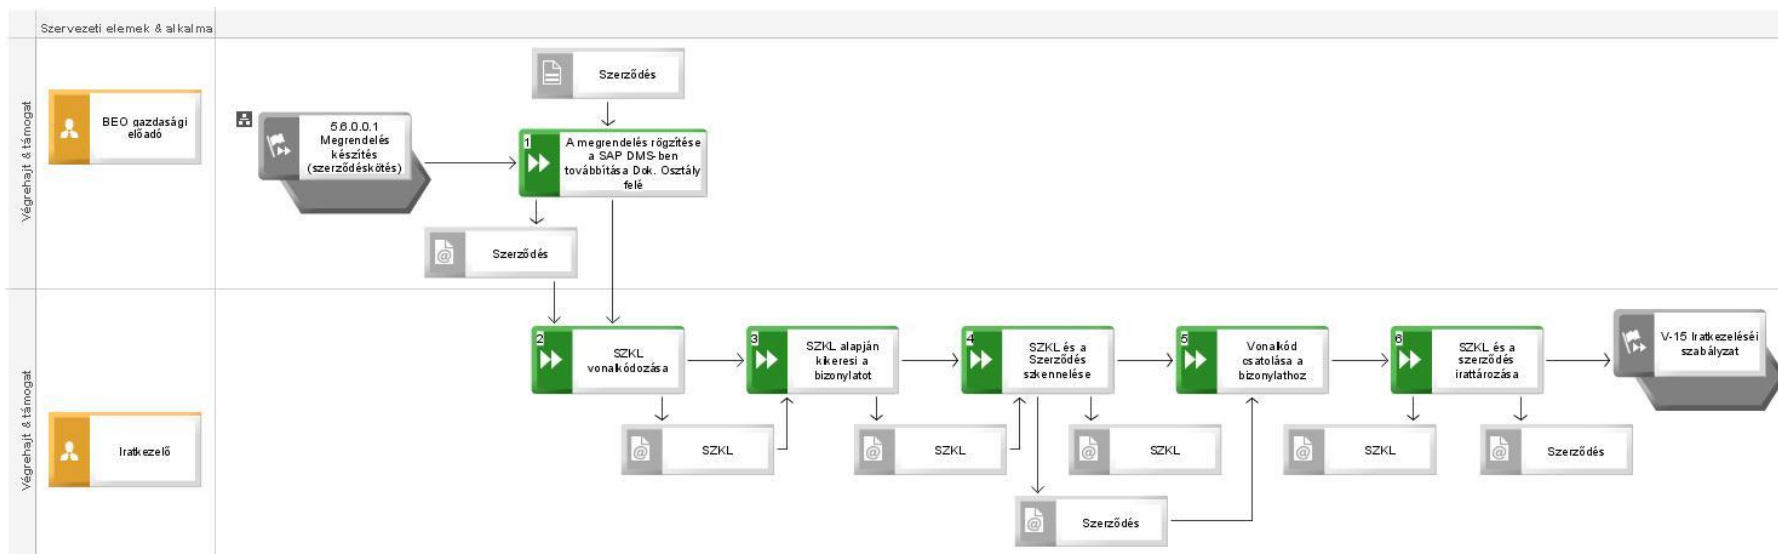 Szervezeti elemek & alkalma
Végrehajt & támogat
BEO gazdasági
előadó
5.6.0.0.1
Megrendelés
készítés
(szerződéskötés)
Szerződés
1
A megrendelés rögzítése
a SAP DMS-ben
továbbítása Dok. Osztály
felé
Szerződés
Végrehajt & támogat
Iratkezelő
2
SZKL
vonalkódozása
3
SZKL alapján
kikeresi a
bizonylatot
4
SZKL és a
Szerződés
szkennelése
5
Vonalkód
csatolása a
bizonylathoz
6
SZKL és a
szerződés
irattározása
V-15 Iratkezeléséi
szabályzat
SZKL
SZKL
SZKL
SZKL
Szerződés
Szerződés